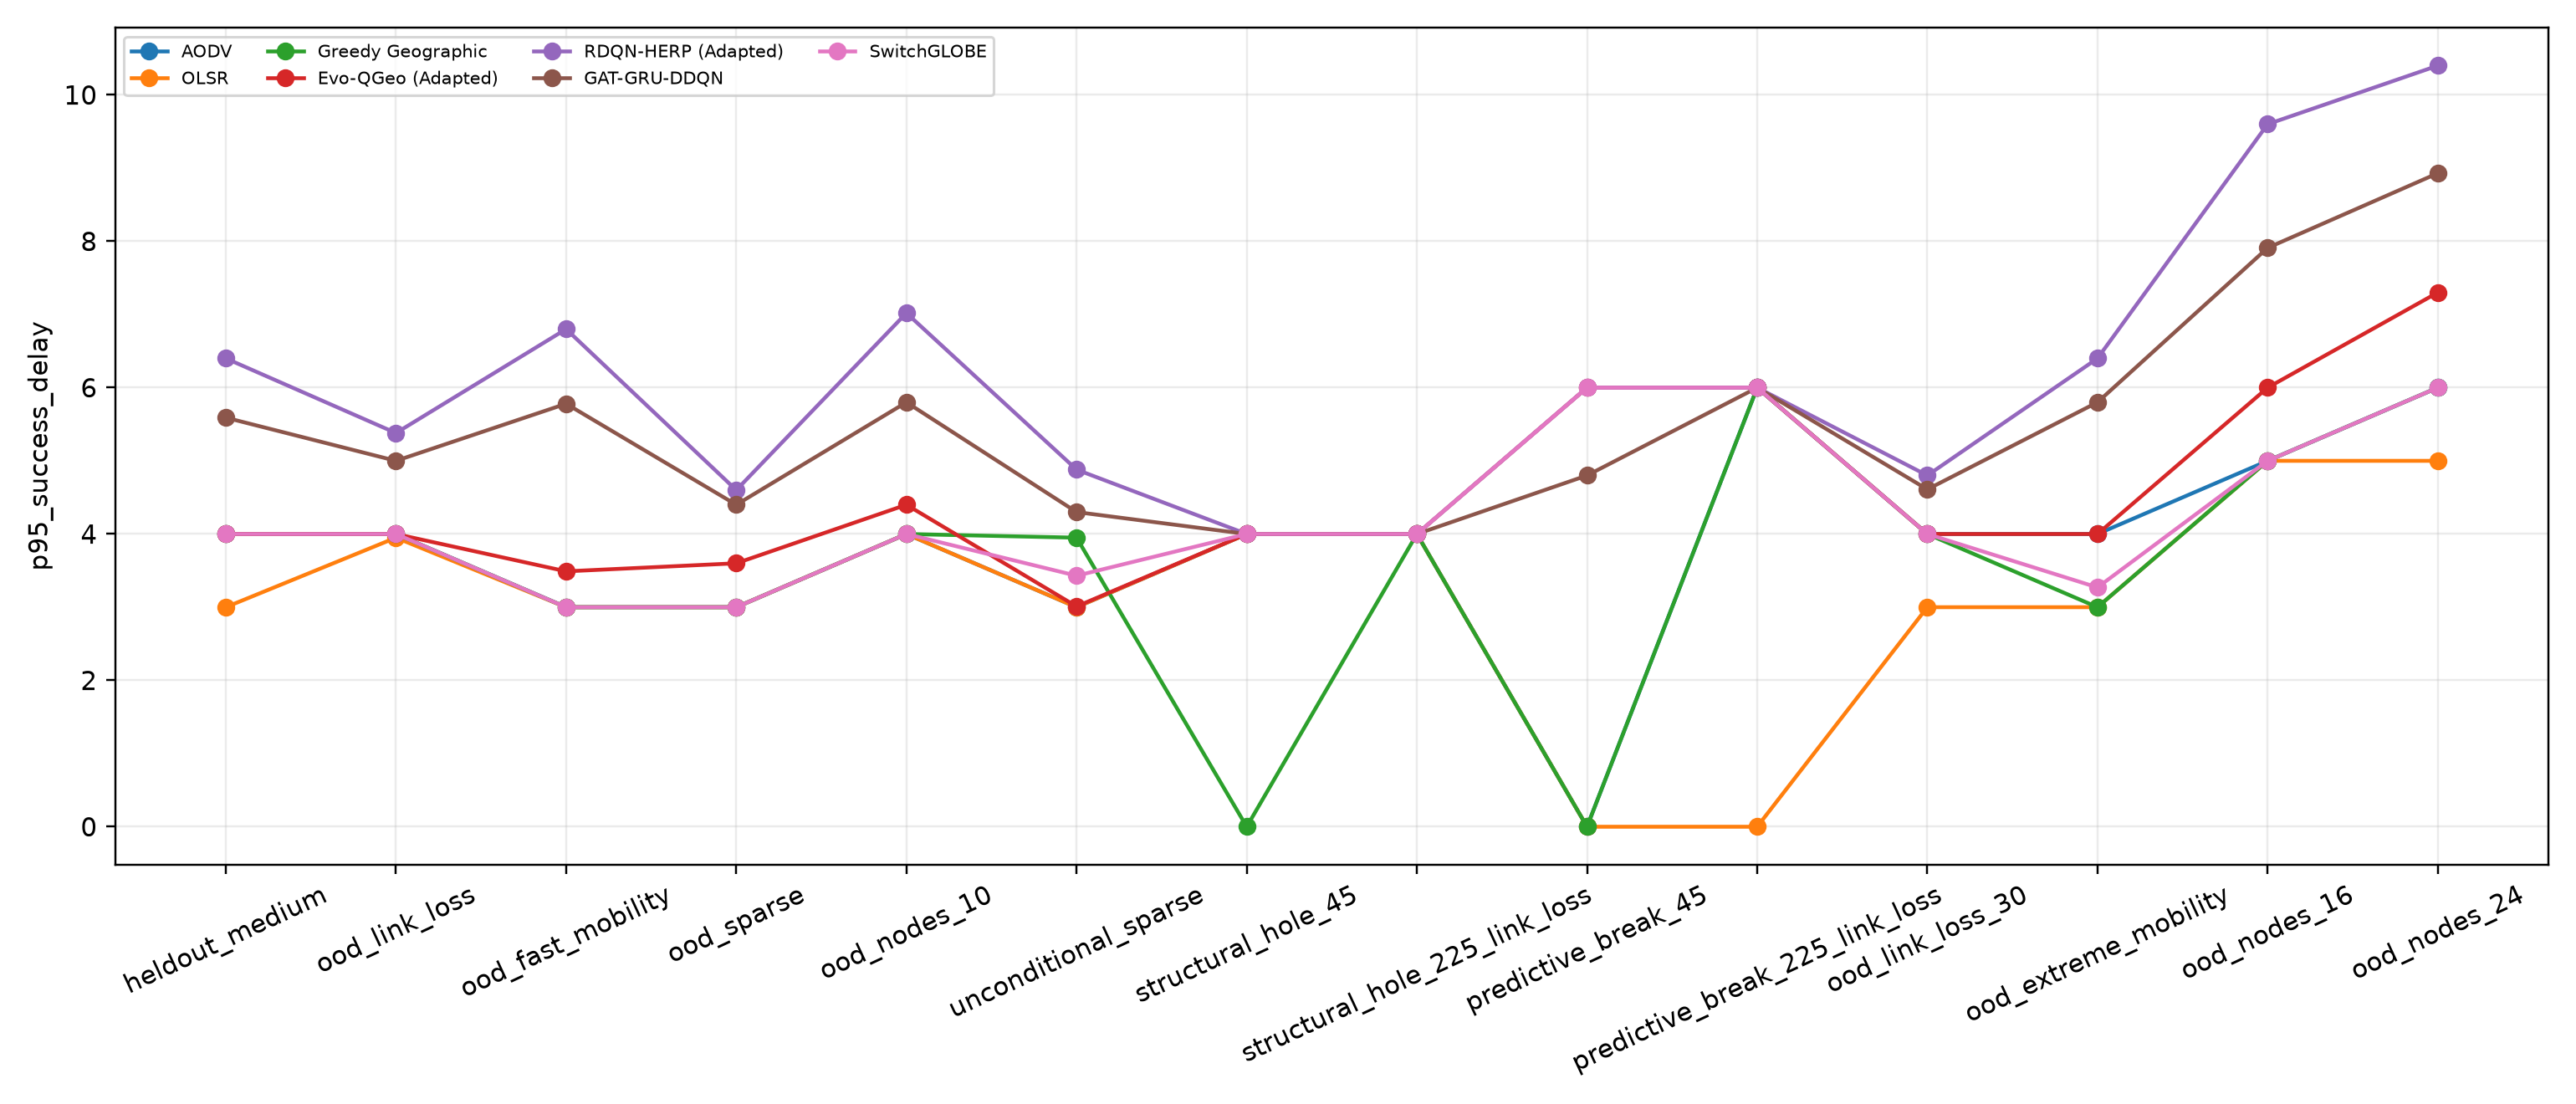 AODV
OLSR
Greedy Geographic
Evo-QGeo (Adapted)
RDQN-HERP (Adapted)
GAT-GRU-DDQN
SwitchGLOBE
p95_success_delay
10
8
6
4
2
0
heldout_medium
ood_link_loss
ood_fast_mobility
ood_sparse
ood_nodes_10
unconditional_sparse
structural_hole_45
structural_hole_225_link_loss
predictive_break_45
predictive_break_225_link_loss
ood_link_loss_30
ood_extreme_mobility
ood_nodes_16
ood_nodes_24